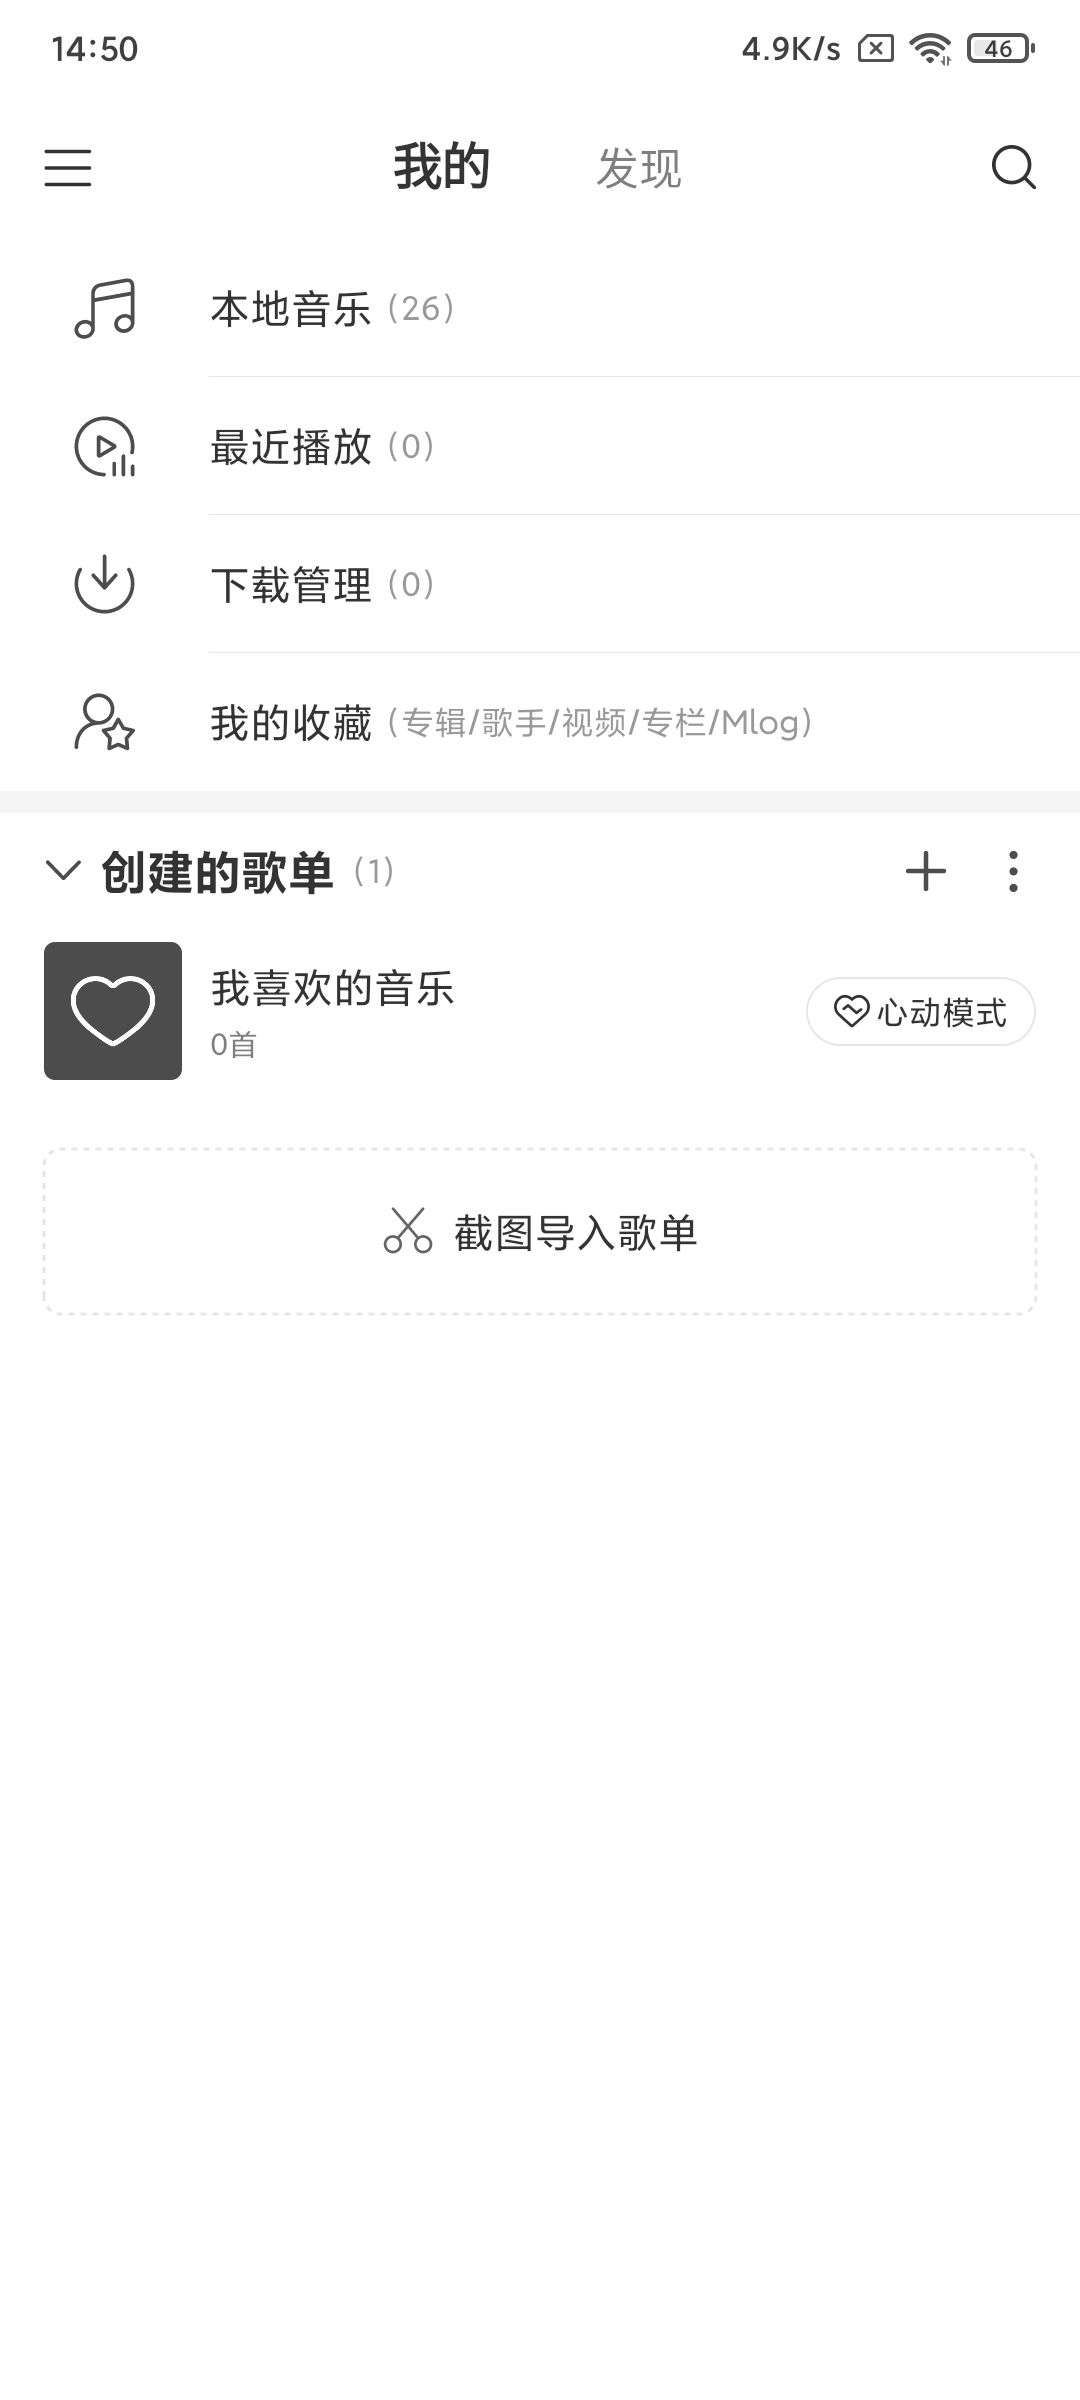 14:50 4.9K/s 46
我的 发现
本地音乐 (26)
最近播放 (0)
下载管理 (0)
我的收藏 (专辑/歌手/视频/专栏/Mlog)
创建的歌单 (1)
我喜欢的音乐
0首
心动模式
截图导入歌单